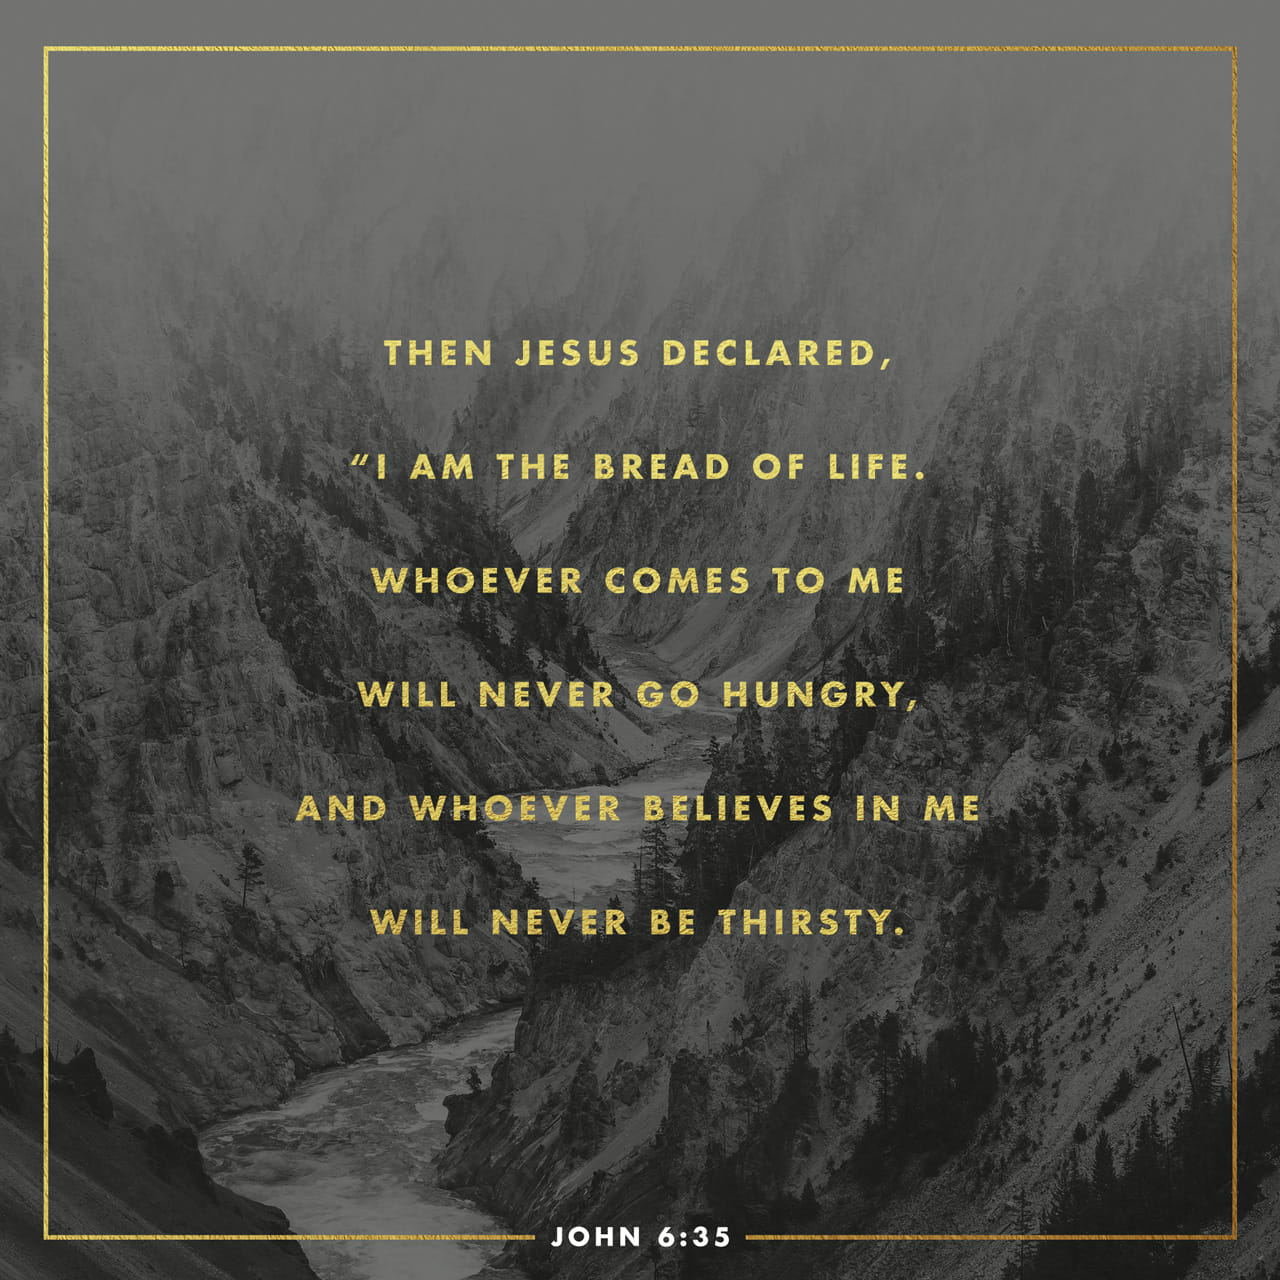 THEN JESUS DECLARED,
“I AM THE BREAD OF LIFE.
WHOEVER COMES TO ME
WILL NEVER GO HUNGRY,
AND WHOEVER BELIEVES IN ME
WILL NEVER BE THIRSTY.
JOHN 6:35